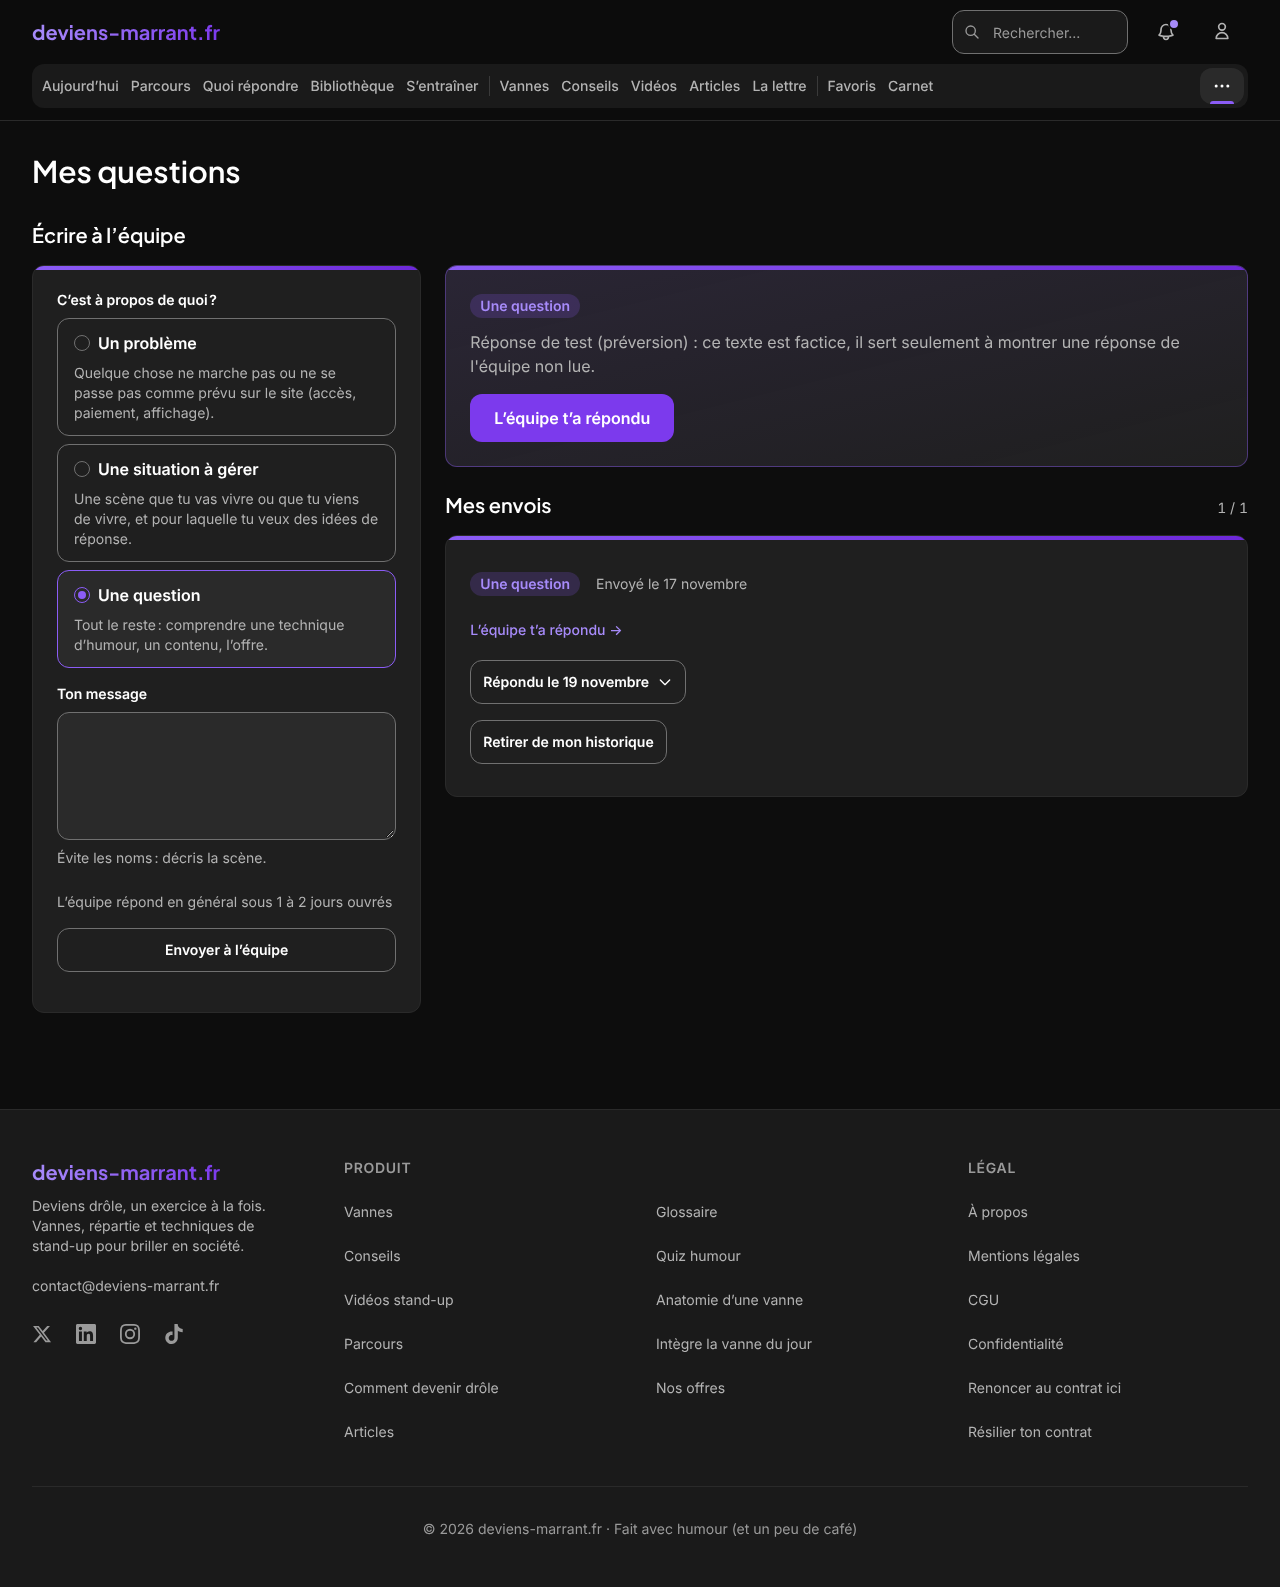 deviens-marrant.fr
Rechercher...
Aujourd’hui Parcours Quoi répondre Bibliothèque S’entraîner Vannes Conseils Vidéos Articles La lettre Favoris Carnet
Mes questions
Écrire à l’équipe
C’est à propos de quoi ?
Un problème
Quelque chose ne marche pas ou ne se
passe pas comme prévu sur le site (accès,
paiement, affichage).
Une situation à gérer
Une scène que tu vas vivre ou que tu viens
de vivre, et pour laquelle tu veux des idées de
réponse.
Une question
Tout le reste : comprendre une technique
d’humour, un contenu, l’offre.
Ton message
Évite les noms : décris la scène.
L’équipe répond en général sous 1 à 2 jours ouvrés
Envoyer à l’équipe
Une question
Réponse de test (préversion) : ce texte est factice, il sert seulement à montrer une réponse de
l'équipe non lue.
L’équipe t’a répondu
Mes envois
1 / 1
Une question Envoyé le 17 novembre
L’équipe t’a répondu →
Répondu le 19 novembre
Retirer de mon historique
deviens-marrant.fr
Deviens drôle, un exercice à la fois.
Vannes, répartie et techniques de
stand-up pour briller en société.
contact@deviens-marrant.fr
PRODUIT
Vannes
Conseils
Vidéos stand-up
Parcours
Comment devenir drôle
Articles
Glossaire
Quiz humour
Anatomie d’une vanne
Intègre la vanne du jour
Nos offres
LÉGAL
À propos
Mentions légales
CGU
Confidentialité
Renoncer au contrat ici
Résilier ton contrat
© 2026 deviens-marrant.fr · Fait avec humour (et un peu de café)